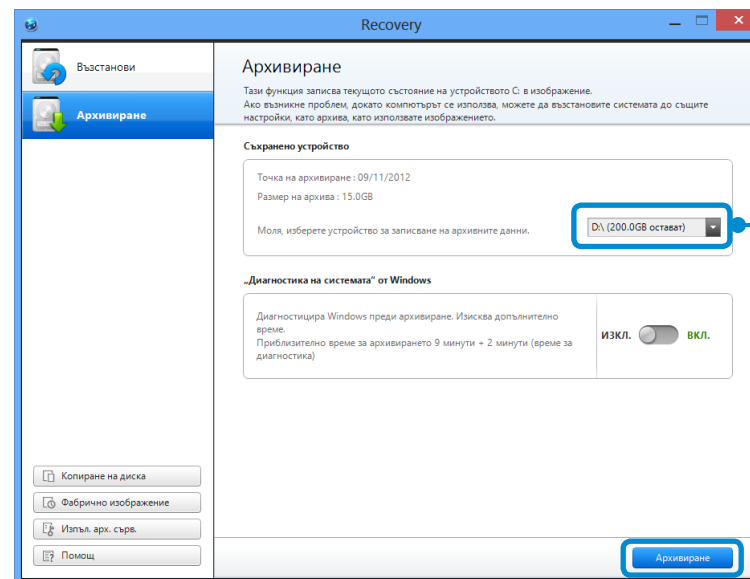 Recovery
Възстанови
Архивиране
Архивиране
Тази функция записва текущото състояние на устройството C: в изображение.
Ако възникне проблем, докато компютърът се използва, можете да възстановите системата до същите
настройки, като архива, като използвате изображението.
Съхранено устройство
Точка на архивиране : 09/11/2012
Размер на архива : 15.0GB
Моля, изберете устройство за записване на архивните данни.
D:\ (200.0GB остават)
„Диагностика на системата“ от Windows
Диагностицира Windows преди архивиране. Изисква допълнително
време.
Приблизително време за архивирането 9 минути + 2 минути (време за
диагностика)
ИЗКЛ. ВКЛ.
Копиране на диска
Фабрично изображение
Изпъл. арх. сърв.
Помощ
Архивиране